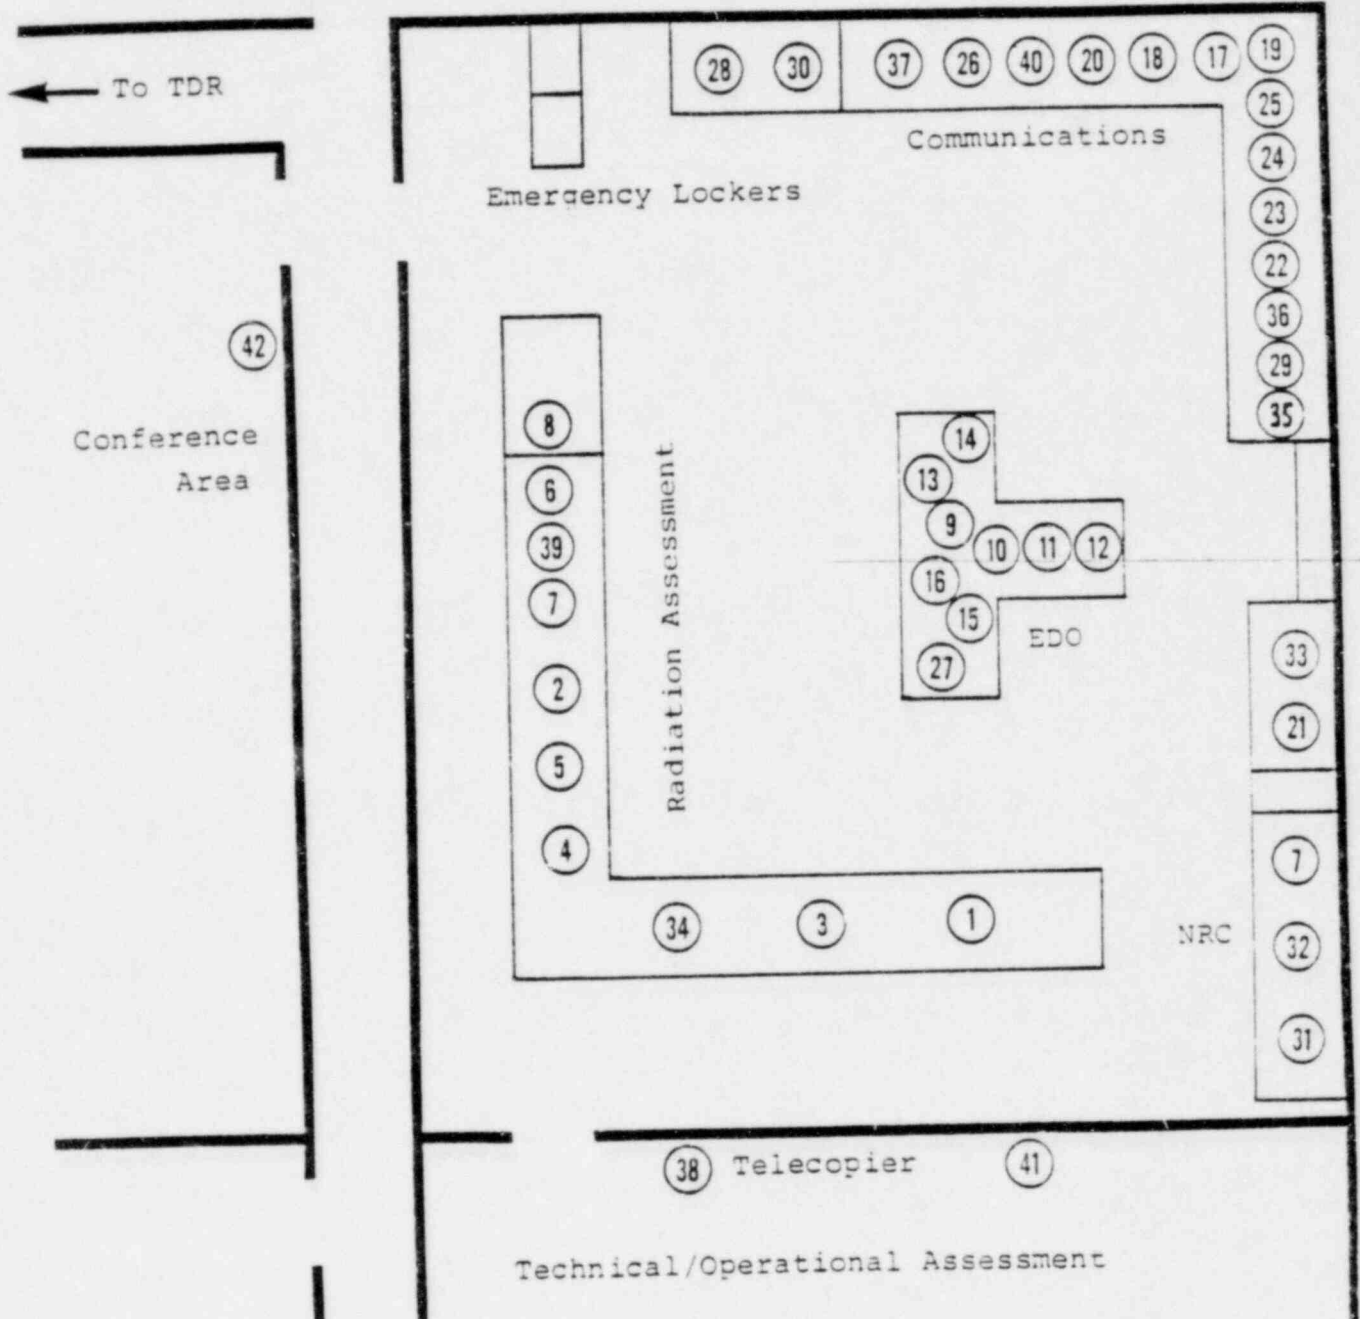 28 30 37 26 40 20 18 17 19
To TDR
25
Communications
24
Emergency Lockers
23
22
36
42
29
35
Conference
Area
8
14
6
13
9
39
10 11 12
7
16
15
EDO
27
33
2
21
5
4
7
Radiation Assessment
34 3 1
NRC
32
31
38 Telecopier 41
Technical/Operational Assessment